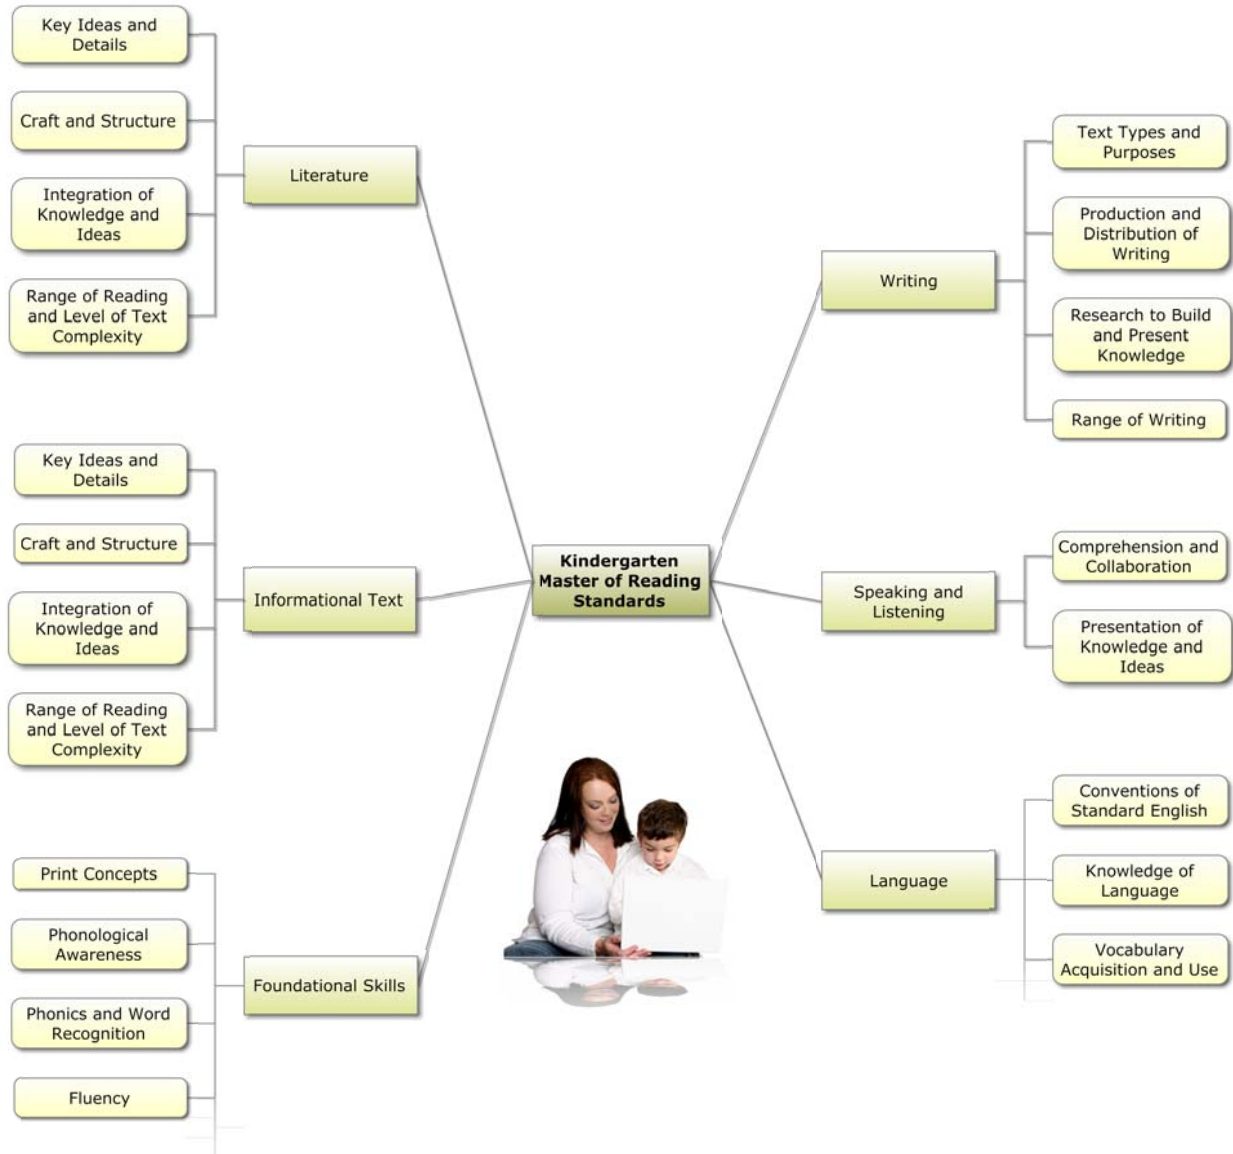 Key Ideas and
Details
Craft and Structure
Integration of
Knowledge and
Ideas
Range of Reading
and Level of Text
Complexity
Literature
Key Ideas and
Details
Craft and Structure
Integration of
Knowledge and
Ideas
Range of Reading
and Level of Text
Complexity
Informational Text
Print Concepts
Phonological
Awareness
Phonics and Word
Recognition
Fluency
Foundational Skills
Kindergarten
Master of Reading
Standards
Writing
Text Types and
Purposes
Production and
Distribution of
Writing
Research to Build
and Present
Knowledge
Range of Writing
Speaking and
Listening
Comprehension and
Collaboration
Presentation of
Knowledge and
Ideas
Language
Conventions of
Standard English
Knowledge of
Language
Vocabulary
Acquisition and Use